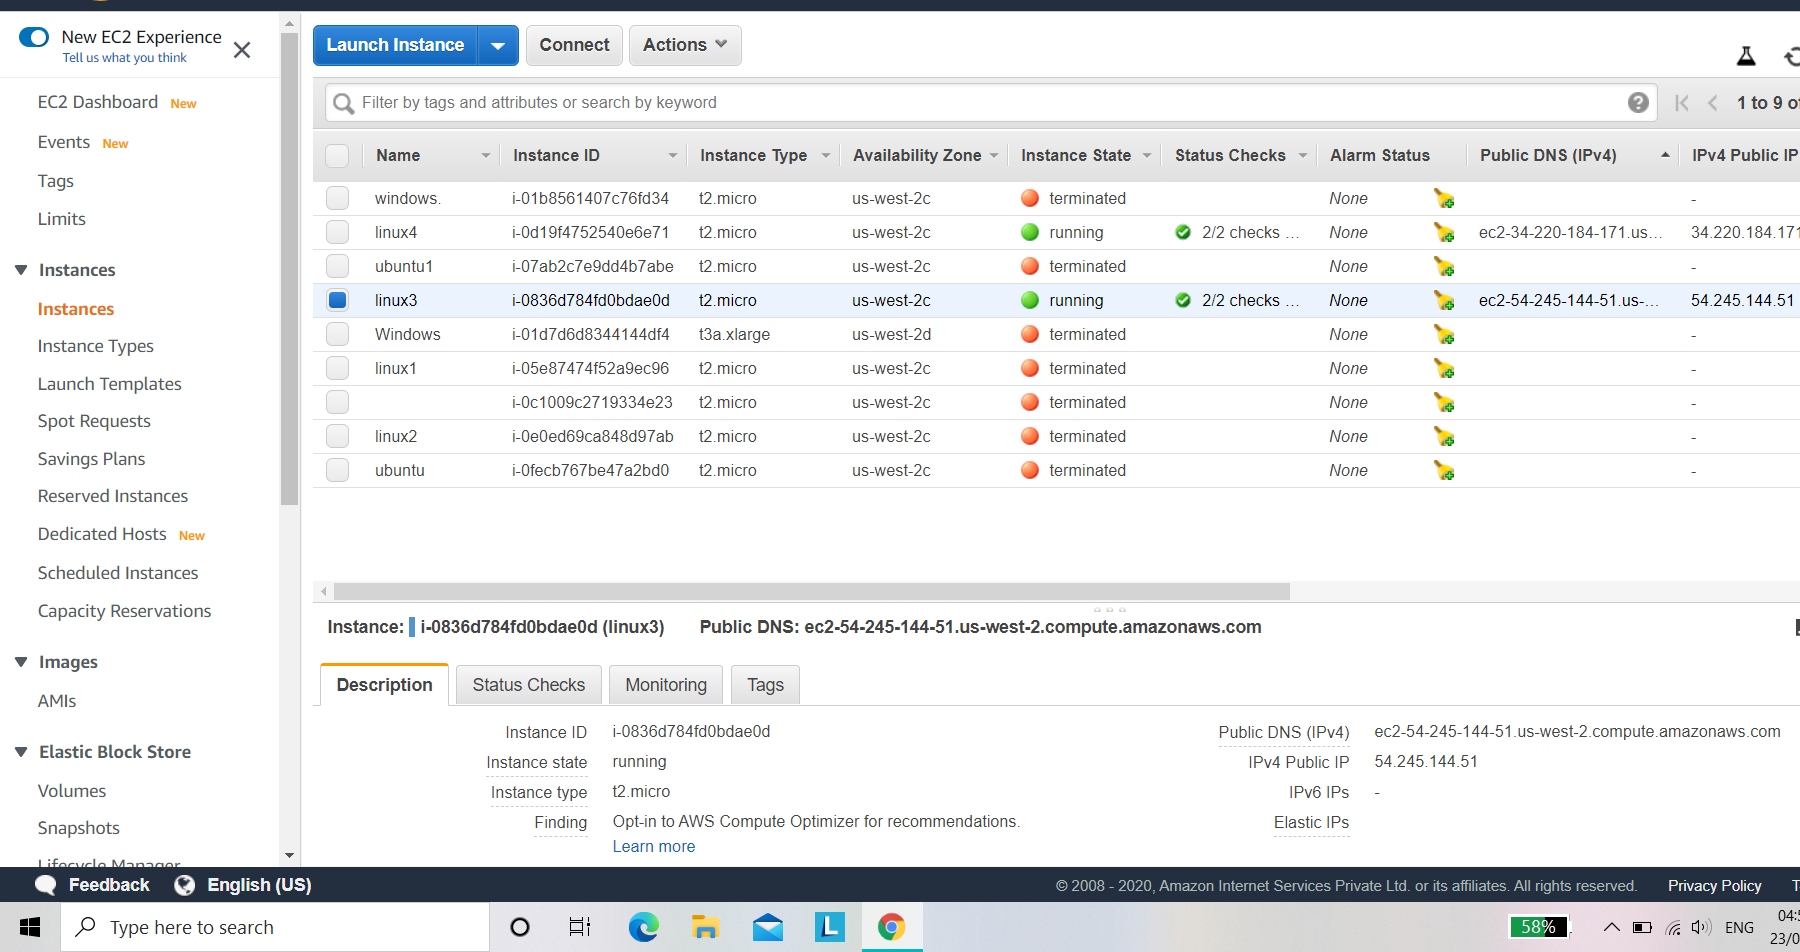 New EC2 Experience
Tell us what you think
EC2 Dashboard New
Events New
Tags
Limits
Instances
Instances
Instance Types
Launch Templates
Spot Requests
Savings Plans
Reserved Instances
Dedicated Hosts New
Scheduled Instances
Capacity Reservations
Images
AMIs
Elastic Block Store
Volumes
Snapshots
Lifecycle Manager
Launch Instance Connect Actions
Filter by tags and attributes or search by keyword 1 to 9 of
Name Instance ID Instance Type Availability Zone Instance State Status Checks Alarm Status Public DNS (IPv4) IPv4 Public IP
windows. i-01b8561407c76fd34 t2.micro us-west-2c terminated None -
linux4 i-0d19f4752540e6e71 t2.micro us-west-2c running 2/2 checks ... None ec2-34-220-184-171.us... 34.220.184.171
ubuntu1 i-07ab2c7e9dd4b7abe t2.micro us-west-2c terminated None -
linux3 i-0836d784fd0bdae0d t2.micro us-west-2c running 2/2 checks ... None ec2-54-245-144-51.us-... 54.245.144.51
Windows i-01d7d6d8344144df4 t3a.xlarge us-west-2d terminated None -
linux1 i-05e87474f52a9ec96 t2.micro us-west-2c terminated None -
i-0c1009c2719334e23 t2.micro us-west-2c terminated None -
linux2 i-0e0ed69ca848d97ab t2.micro us-west-2c terminated None -
ubuntu i-0fecb767be47a2bd0 t2.micro us-west-2c terminated None -
Instance: i-0836d784fd0bdae0d (linux3) Public DNS: ec2-54-245-144-51.us-west-2.compute.amazonaws.com
Description Status Checks Monitoring Tags
Instance ID i-0836d784fd0bdae0d Public DNS (IPv4) ec2-54-245-144-51.us-west-2.compute.amazonaws.com
Instance state running IPv4 Public IP 54.245.144.51
Instance type t2.micro IPv6 IPs -
Finding Opt-in to AWS Compute Optimizer for recommendations. Elastic IPs
Learn more
Feedback English (US) © 2008 - 2020, Amazon Internet Services Private Ltd. or its affiliates. All rights reserved. Privacy Policy T
Type here to search 58% ENG 04:5
23/0